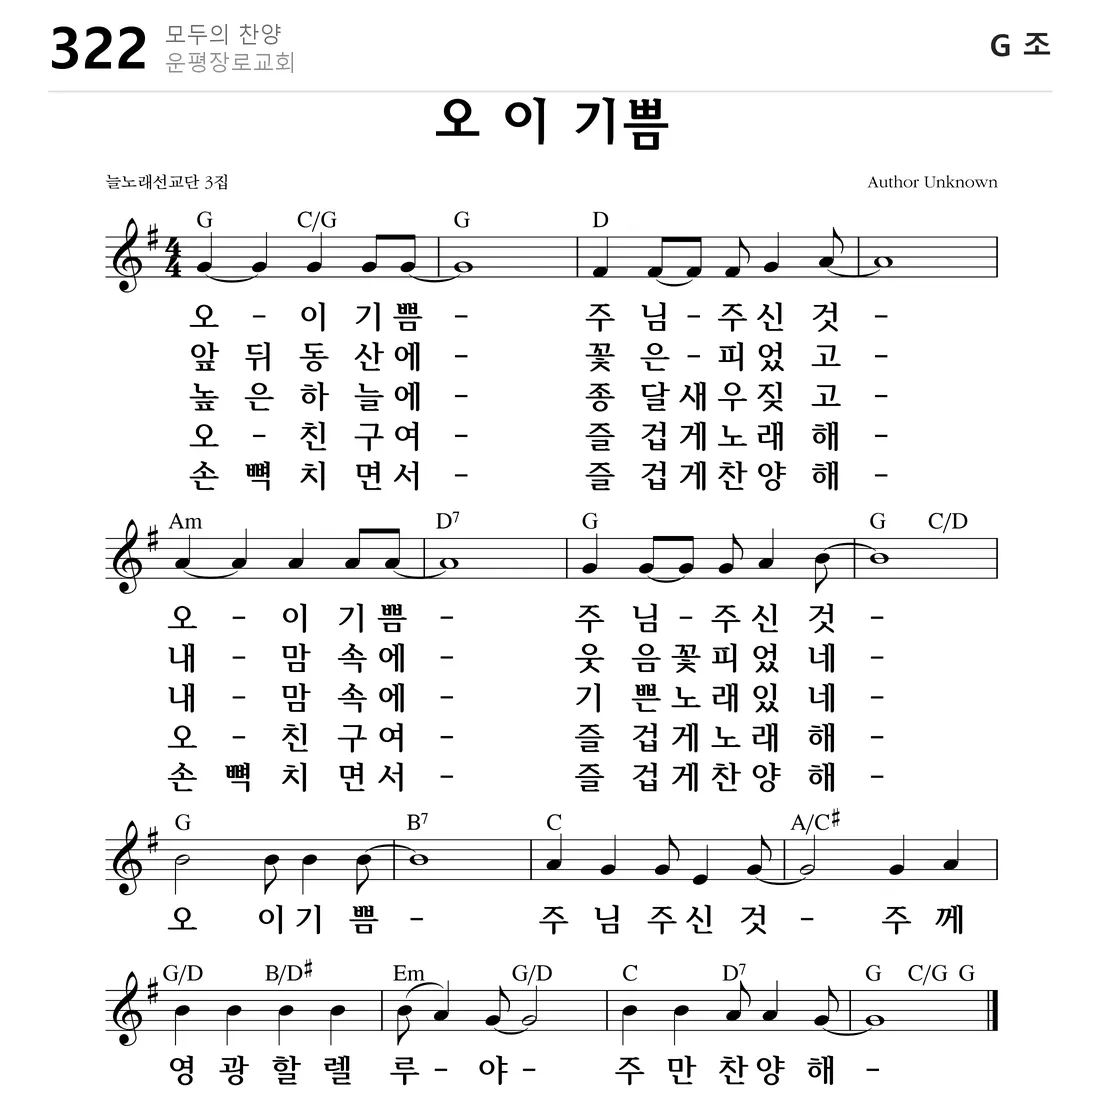 322 모두의 찬양 G 조
운평장로교회
오 이 기쁨
늘노래선교단 3집 Author Unknown
G C/G G D
4/4
오 - 이 기 쁨 - 주 님 - 주 신 것 -
앞 뒤 동 산 에 - 꽃 은 - 피 었 고 -
높 은 하 늘 에 - 종 달 새 우 짖 고 -
오 - 친 구 여 - 즐 겁 게 노 래 해 -
손 뼉 치 면 서 - 즐 겁 게 찬 양 해 -
Am D7 G G C/D
오 - 이 기 쁨 - 주 님 - 주 신 것 -
내 - 맘 속 에 - 웃 음 꽃 피 었 네 -
내 - 맘 속 에 - 기 쁜 노 래 있 네 -
오 - 친 구 여 - 즐 겁 게 노 래 해 -
손 뼉 치 면 서 - 즐 겁 게 찬 양 해 -
G B7 C A/C#
오 이 기 쁨 - 주 님 주 신 것 - 주 께
G/D B/D# Em G/D C D7 G C/G G
영 광 할 렐 루 - 야 - 주 만 찬 양 해 -